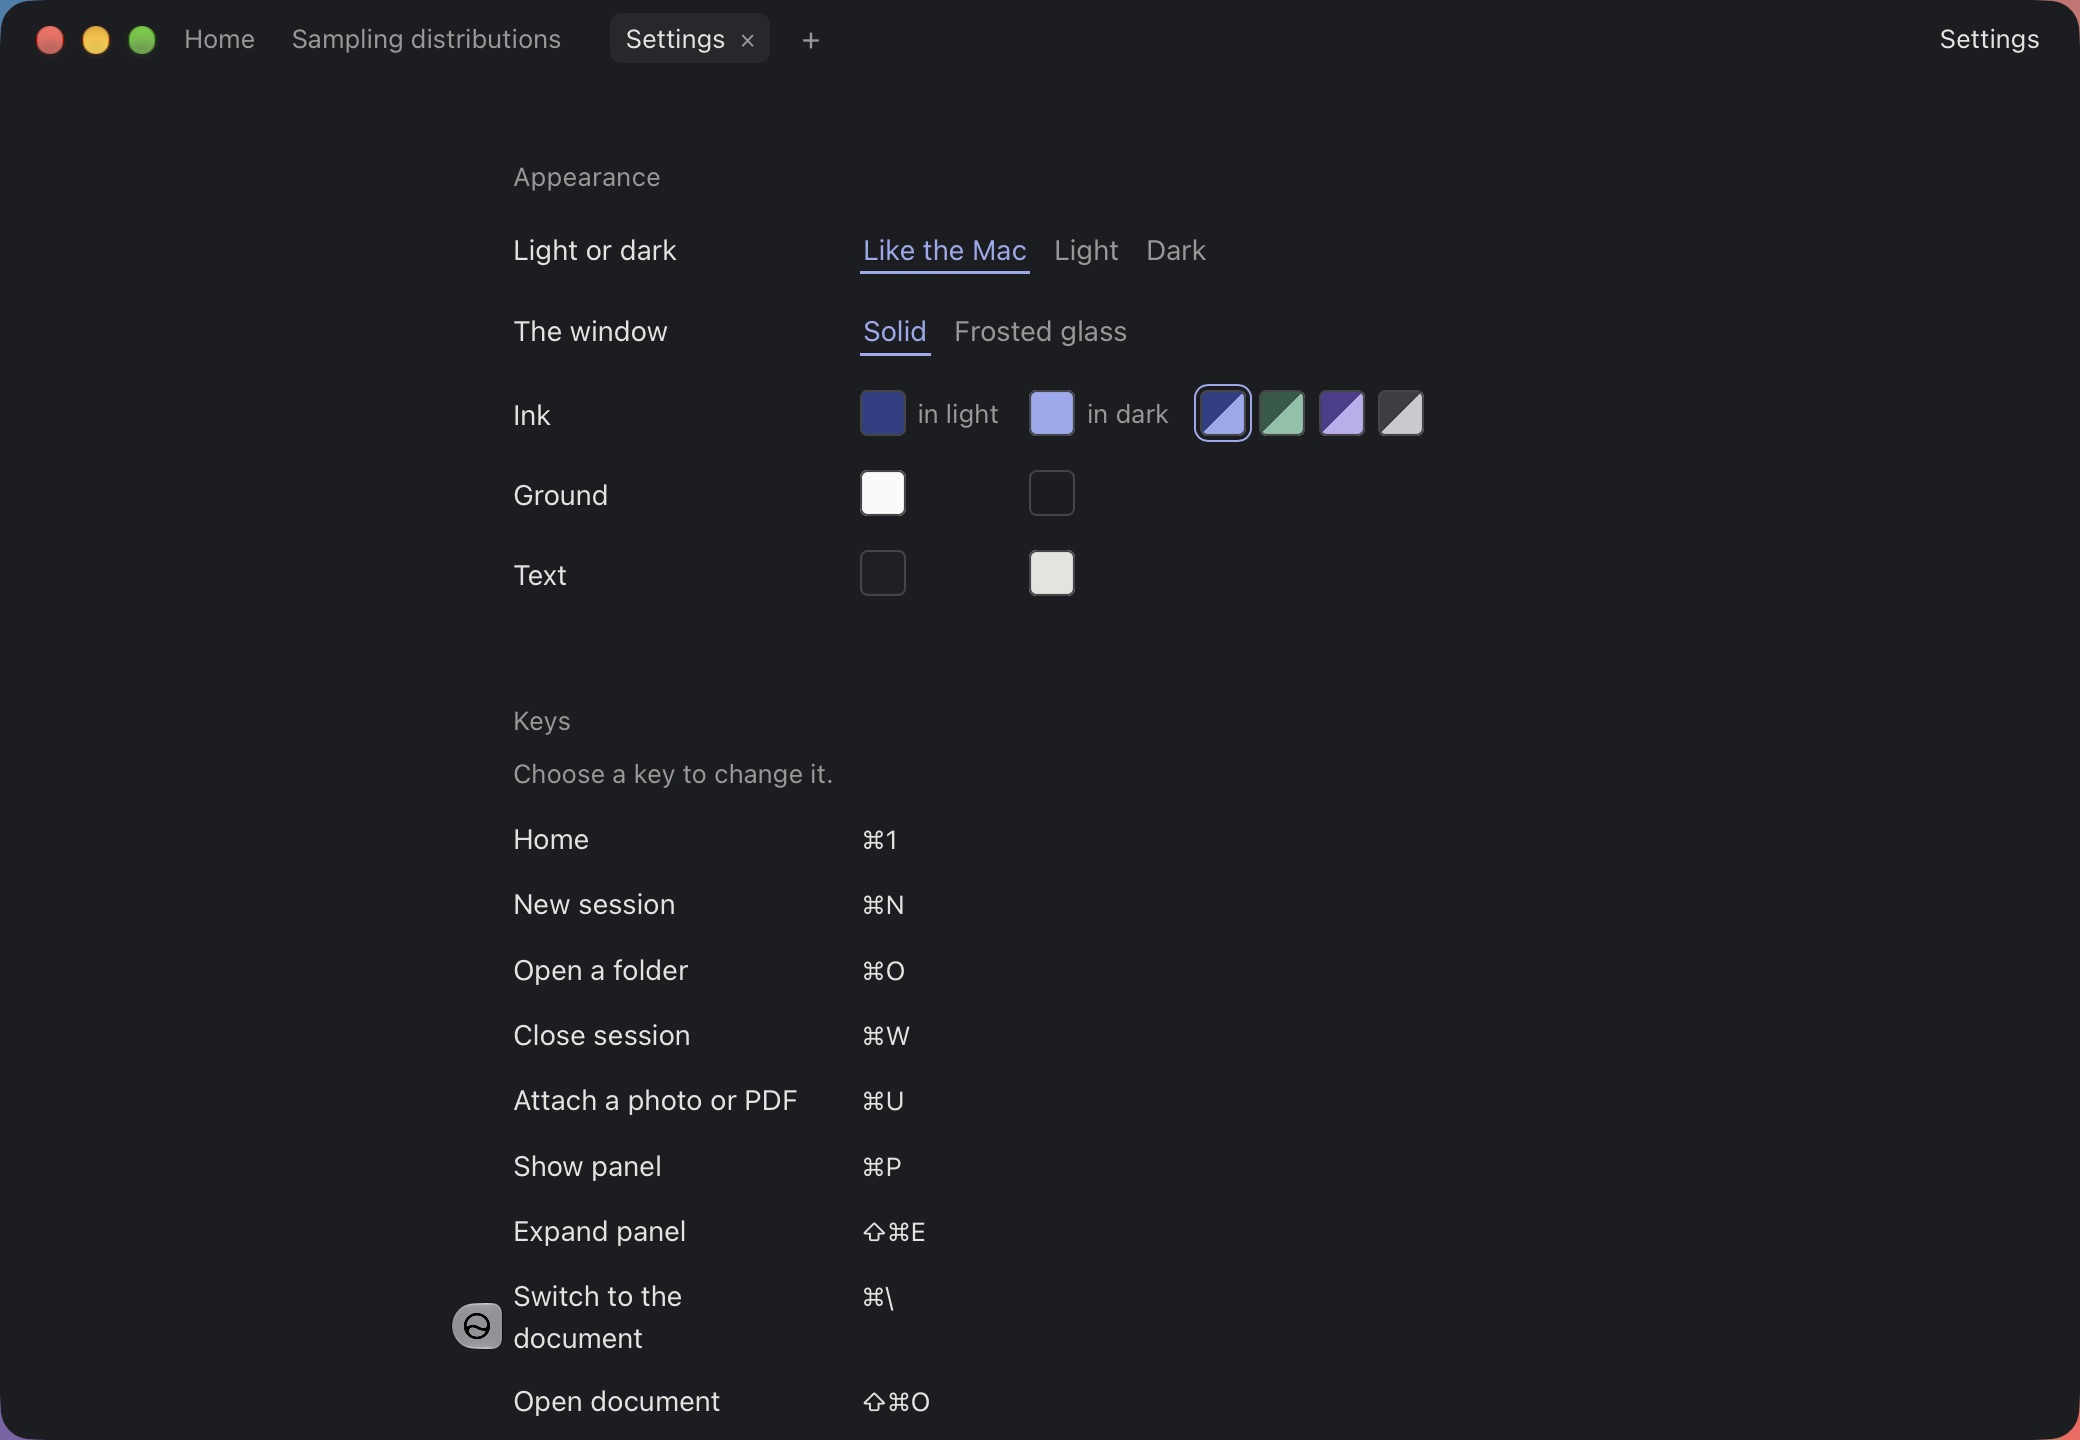 Home Sampling distributions Settings × + Settings
Appearance
Light or dark Like the Mac Light Dark
The window Solid Frosted glass
Ink in light in dark
Ground
Text
Keys
Choose a key to change it.
Home ⌘1
New session ⌘N
Open a folder ⌘O
Close session ⌘W
Attach a photo or PDF ⌘U
Show panel ⌘P
Expand panel ⇧⌘E
Switch to the ⌘\
document
Open document ⇧⌘O